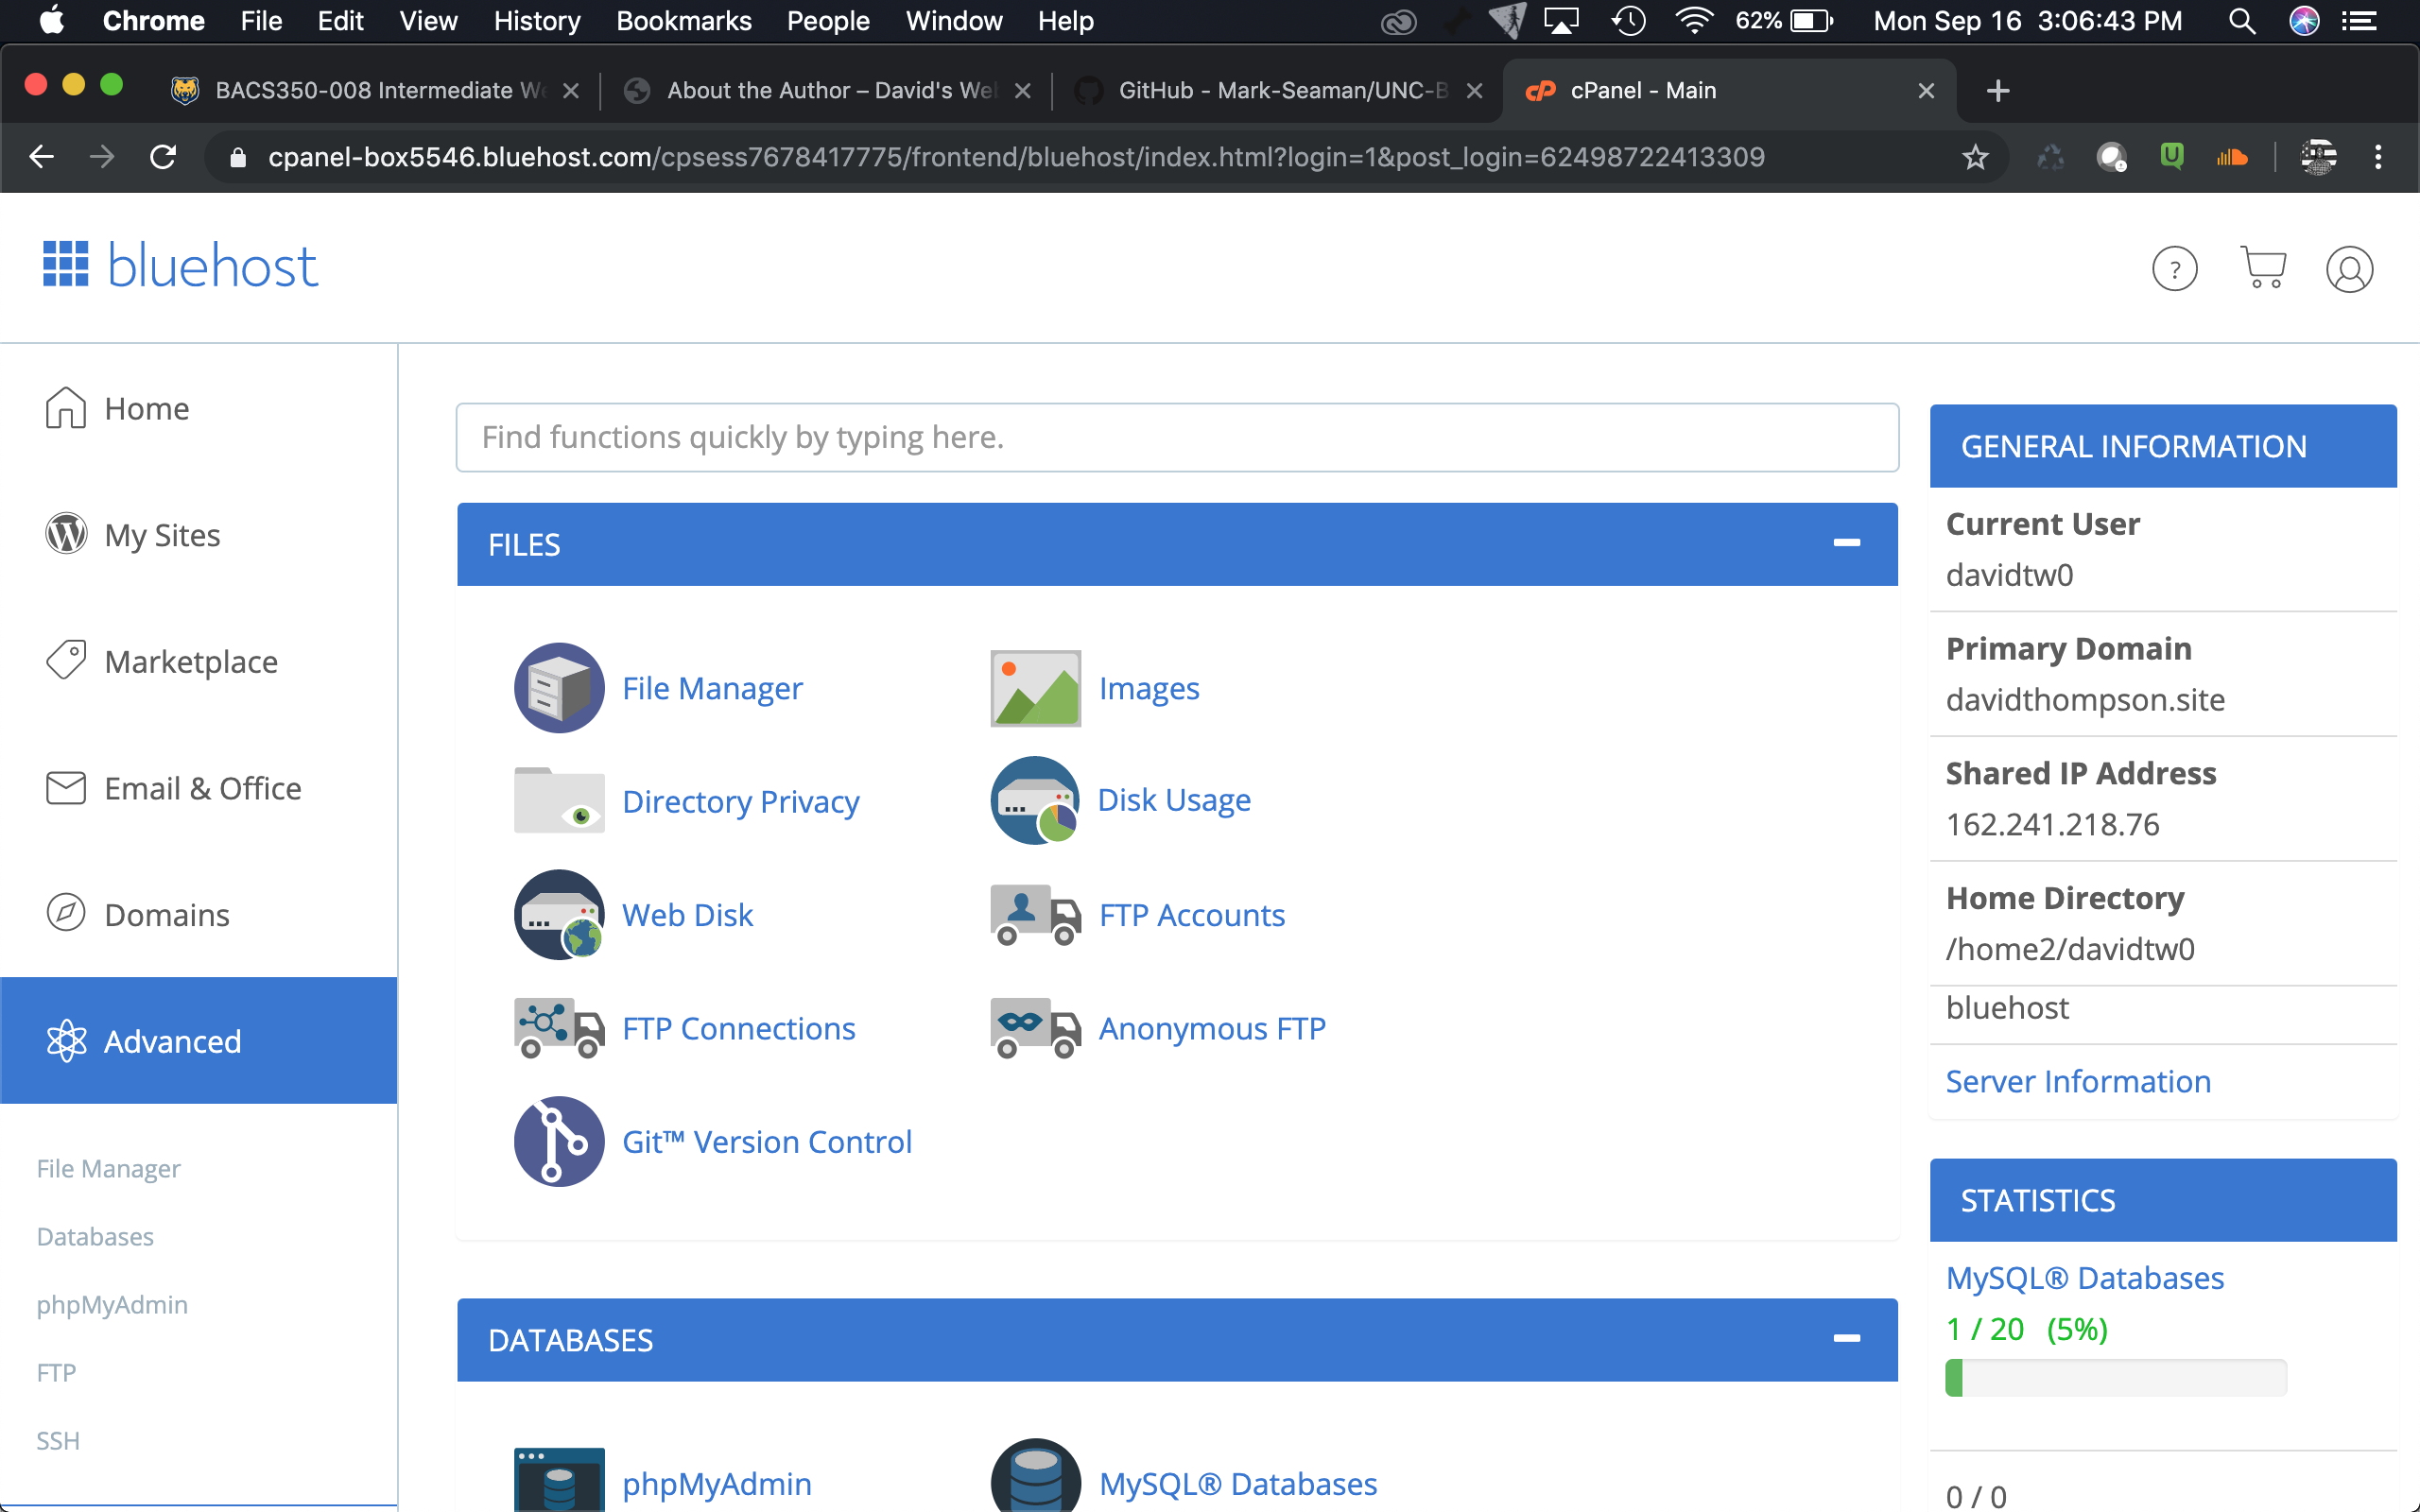 Chrome File Edit View History Bookmarks People Window Help 62% Mon Sep 16 3:06:43 PM
BACS350-008 Intermediate We About the Author – David's Web GitHub - Mark-Seaman/UNC-B cPanel - Main
cpanel-box5546.bluehost.com/cpsess7678417775/frontend/bluehost/index.html?login=1&post_login=62498722413309
bluehost
?
Home
My Sites
Marketplace
Email & Office
Domains
Advanced
File Manager
Databases
phpMyAdmin
FTP
SSH
Find functions quickly by typing here.
FILES
File Manager
Images
Directory Privacy
Disk Usage
Web Disk
FTP Accounts
FTP Connections
Anonymous FTP
Git™ Version Control
DATABASES
phpMyAdmin
MySQL® Databases
GENERAL INFORMATION
Current User
davidtw0
Primary Domain
davidthompson.site
Shared IP Address
162.241.218.76
Home Directory
/home2/davidtw0
bluehost
Server Information
STATISTICS
MySQL® Databases
1 / 20 (5%)
0 / 0